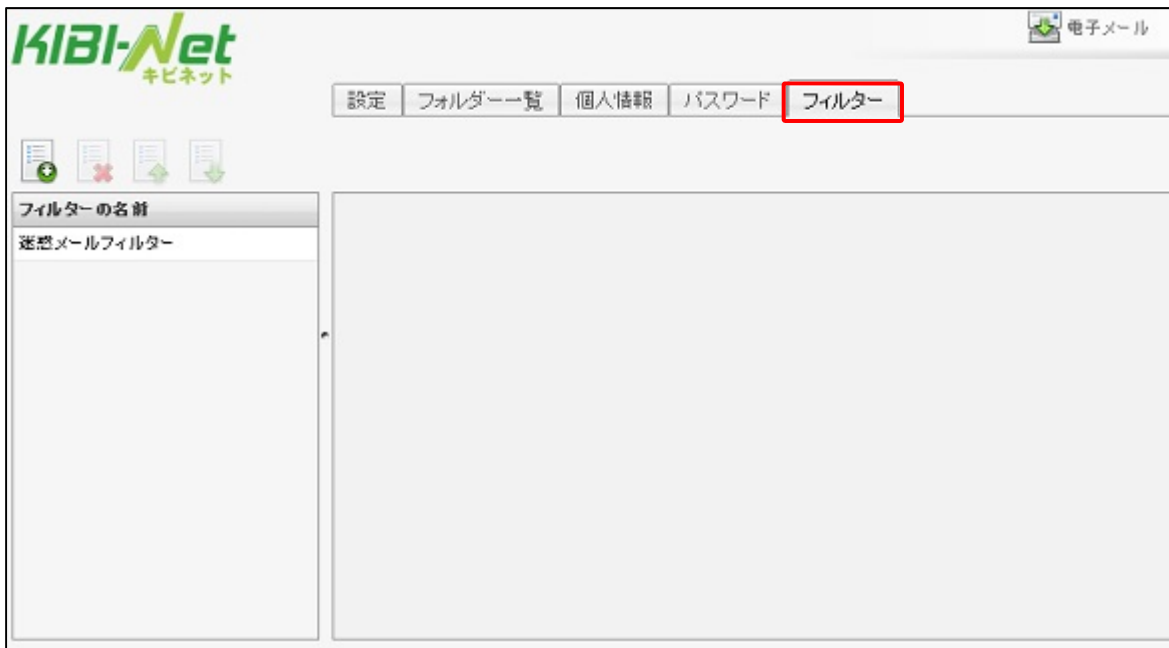 KIBI-Net
キビネット
電子メール
設定 フォルダー一覧 個人情報 パスワード フィルター
フィルターの名前
迷惑メールフィルター